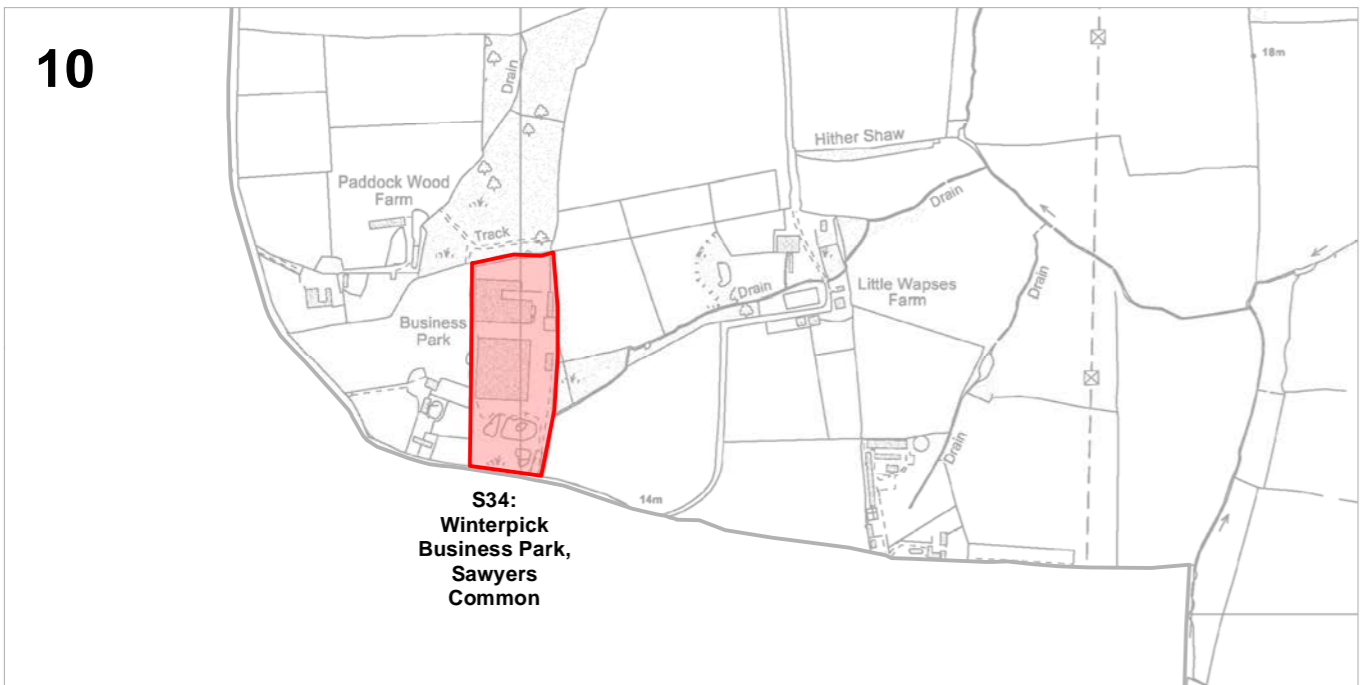 10
18m
Drain
Hither Shaw
Paddock Wood
Farm
Drain
Track
Drain
Drain
Little Wapses
Farm
Business
Park
Drain
14m
S34:
Winterpick
Business Park,
Sawyers
Common